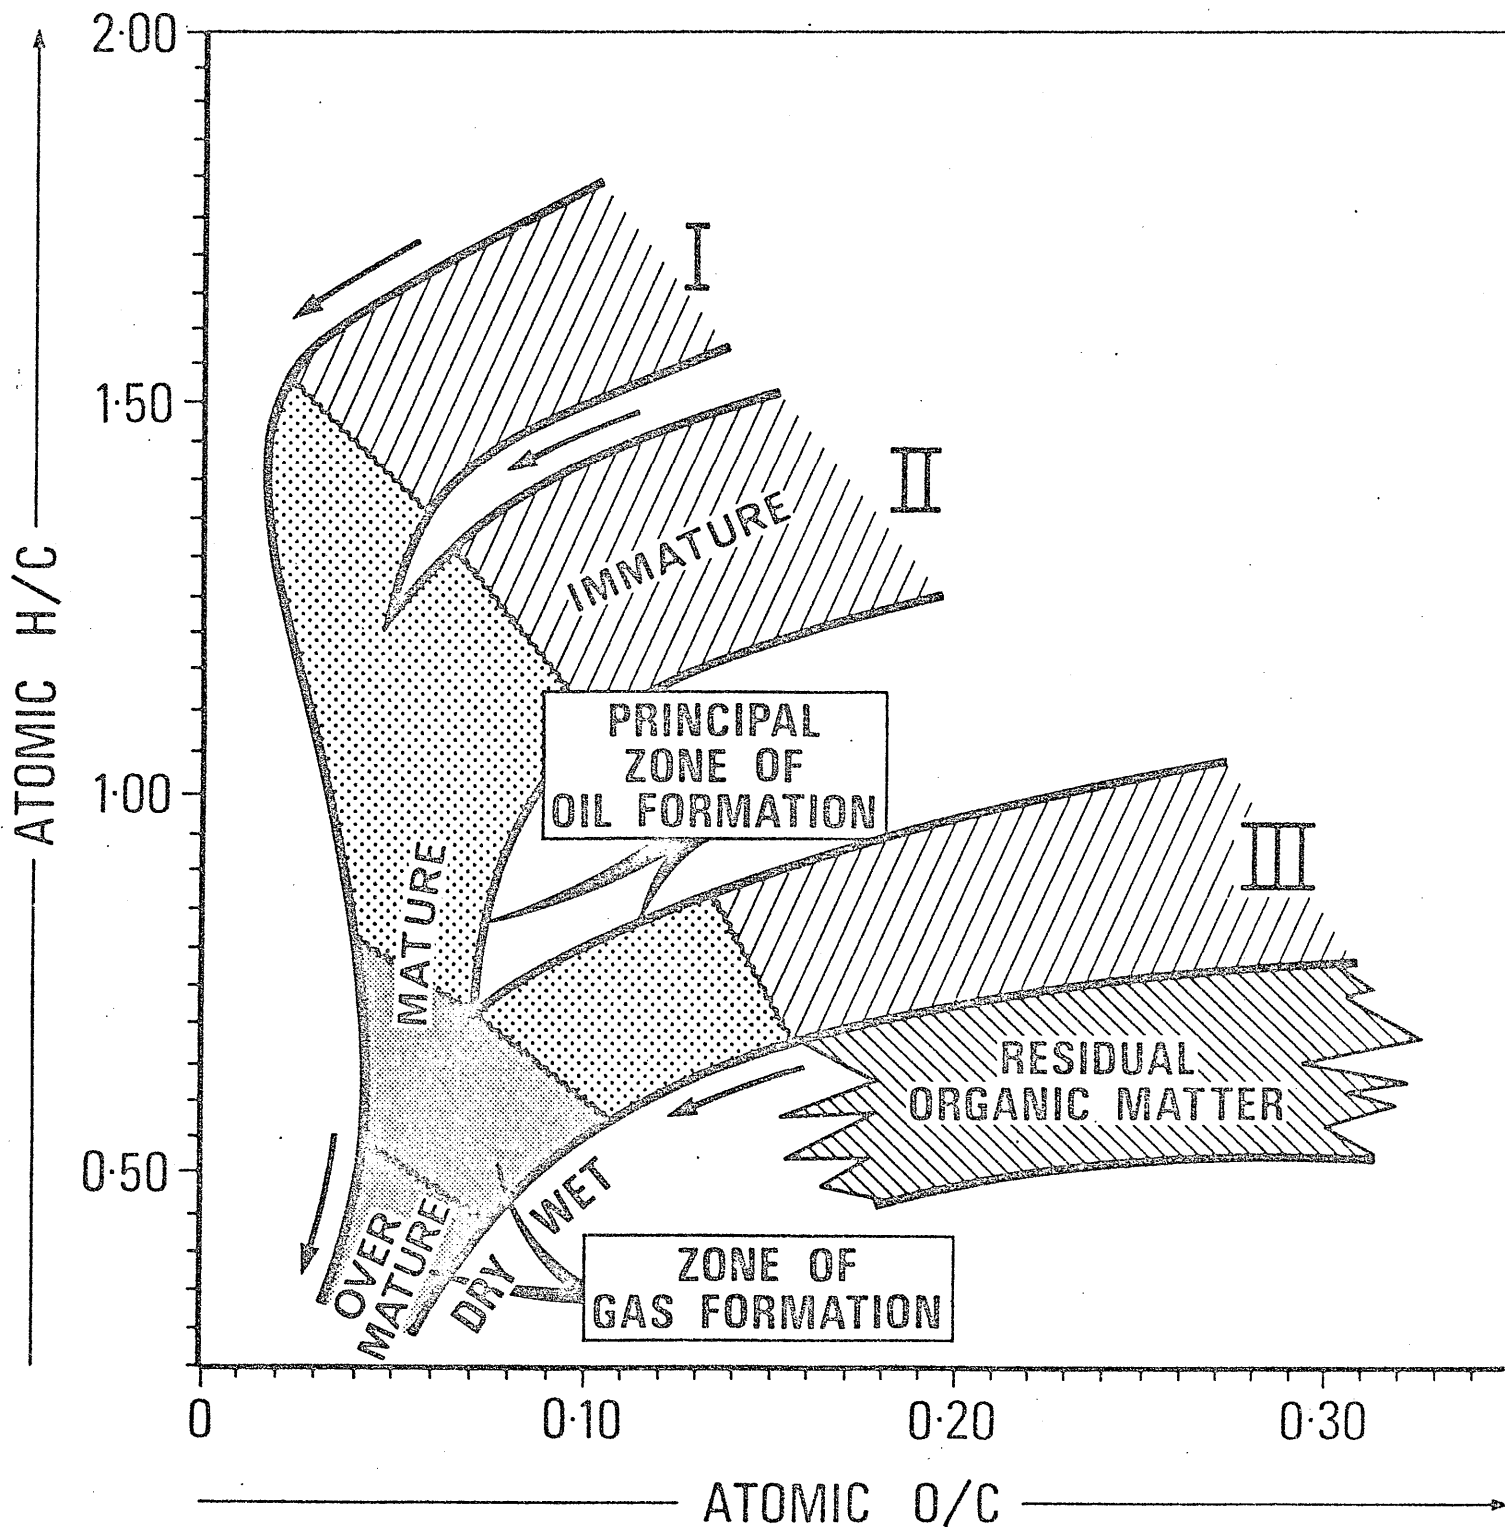 2·00
I
1·50
II
IMMATURE
ATOMIC H/C
PRINCIPAL
ZONE OF
OIL FORMATION
1·00
MATURE
III
RESIDUAL
ORGANIC MATTER
0·50
WET
OVER
MATURE
DRY
ZONE OF
GAS FORMATION
0
0·10
0·20
0·30
ATOMIC O/C